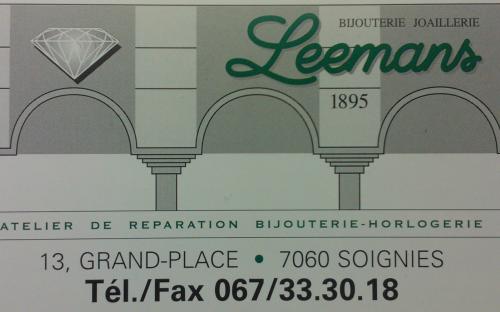 BIJOUTERIE JOAILLERIE
Leemans
1895
ATELIER DE REPARATION BIJOUTERIE-HORLOGERIE
13, GRAND-PLACE • 7060 SOIGNIES
Tél./Fax 067/33.30.18